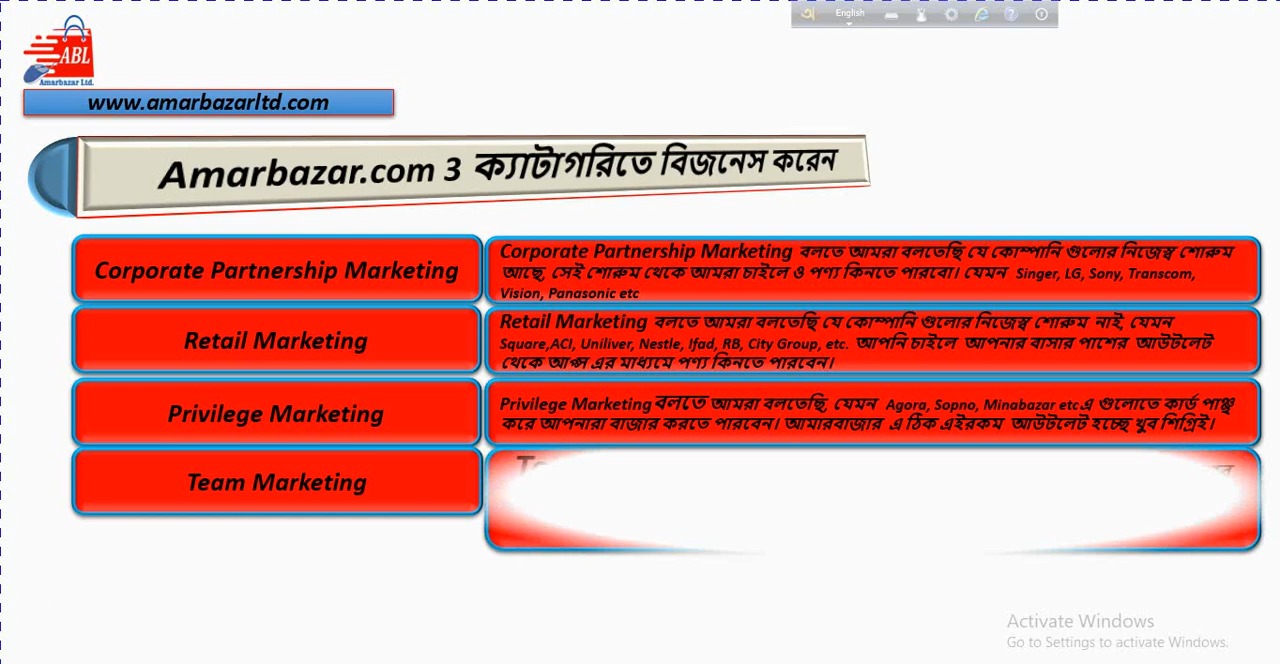 English
ABL
Amarbazar Ltd.
www.amarbazarltd.com
Amarbazar.com 3 ক্যাটাগরিতে বিজনেস করেন
Corporate Partnership Marketing
Corporate Partnership Marketing বলতে আমরা বলতেছি যে কোম্পানি গুলোর নিজেস্ব শোরুম
আছে, সেই শোরুম থেকে আমরা চাইলে ও পণ্য কিনতে পারবো। যেমন Singer, LG, Sony, Transcom,
Vision, Panasonic etc
Retail Marketing
Retail Marketing বলতে আমরা বলতেছি যে কোম্পানি গুলোর নিজেস্ব শোরুম নাই, যেমন
Square,ACI, Uniliver, Nestle, Ifad, RB, City Group, etc. আপনি চাইলে আপনার বাসার পাশের আউটলেট
থেকে আপ্স এর মাধ্যমে পণ্য কিনতে পারবেন।
Privilege Marketing
Privilege Marketing বলতে আমরা বলতেছি, যেমন Agora, Sopno, Minabazar etc.এ গুলোতে কার্ড পাঞ্চ
করে আপনারা বাজার করতে পারবেন। আমারবাজার এ ঠিক এইরকম আউটলেট হচ্ছে খুব শিগ্রিই।
Team Marketing
Activate Windows
Go to Settings to activate Windows.